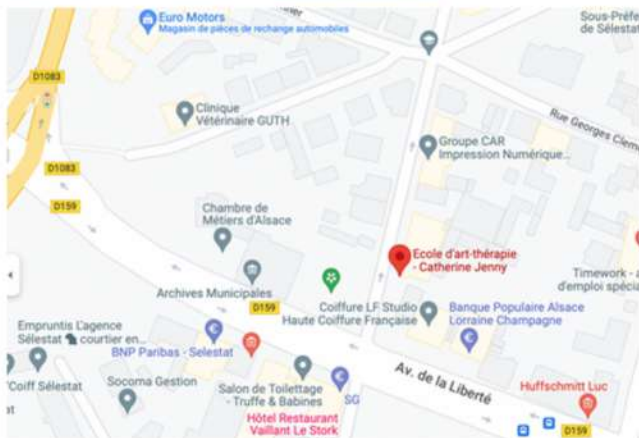 Euro Motors
Magasin de pièces de rechange automobiles
Sous-Préfe
de Sélestat
D1083
Clinique
Vétérinaire GUTH
Rue Georges Clem
Groupe CAR
Impression Numérique...
D1083
D159
Chambre de
Métiers d'Alsace
Ecole d'art-thérapie
- Catherine Jenny
Archives Municipales
D159
Timework - a
d'emploi spécia
Coiffure LF Studio
Haute Coiffure Française
Banque Populaire Alsace
Lorraine Champagne
Empruntis L'agence
Sélestat courtier en...
BNP Paribas - Selestat
Av. de la Liberté
'Coiff Sélestat
at
Socoma Gestion
Salon de Toilettage
- Truffe & Babines
SG
Huffschmitt Luc
Hôtel Restaurant
Vaillant Le Stork
D159